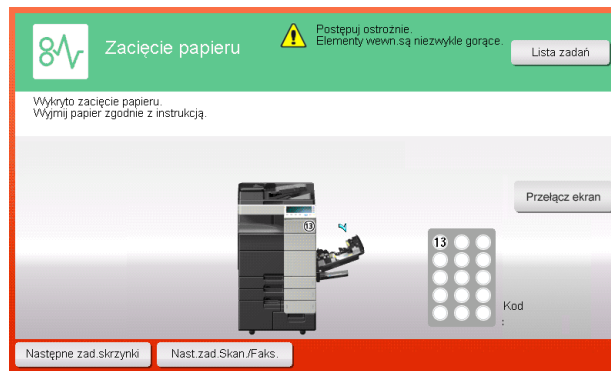 Zacięcie papieru
Postępuj ostrożnie.
Elementy wewn.są niezwykle gorące.
Lista zadań
Wykryto zacięcie papieru.
Wyjmij papier zgodnie z instrukcją.
Przełącz ekran
13
13
Kod
:
Następne zad.skrzynki
Nast.zad.Skan./Faks.